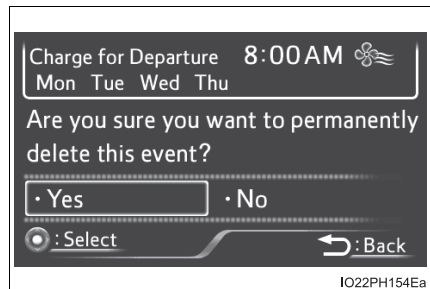 Charge for Departure 8:00AM
Mon Tue Wed Thu
Are you sure you want to permanently
delete this event?
・Yes ・No
: Select : Back
IO22PH154Ea